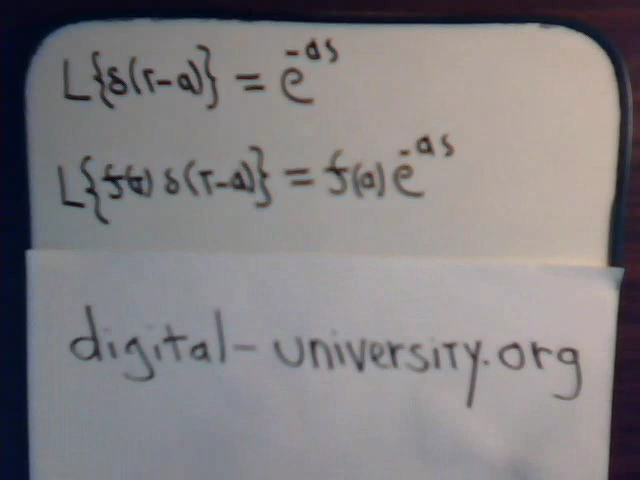 L{δ(t-a)} = e^-as
L{f(t) δ(t-a)} = f(a) e^-as
digital-university.org